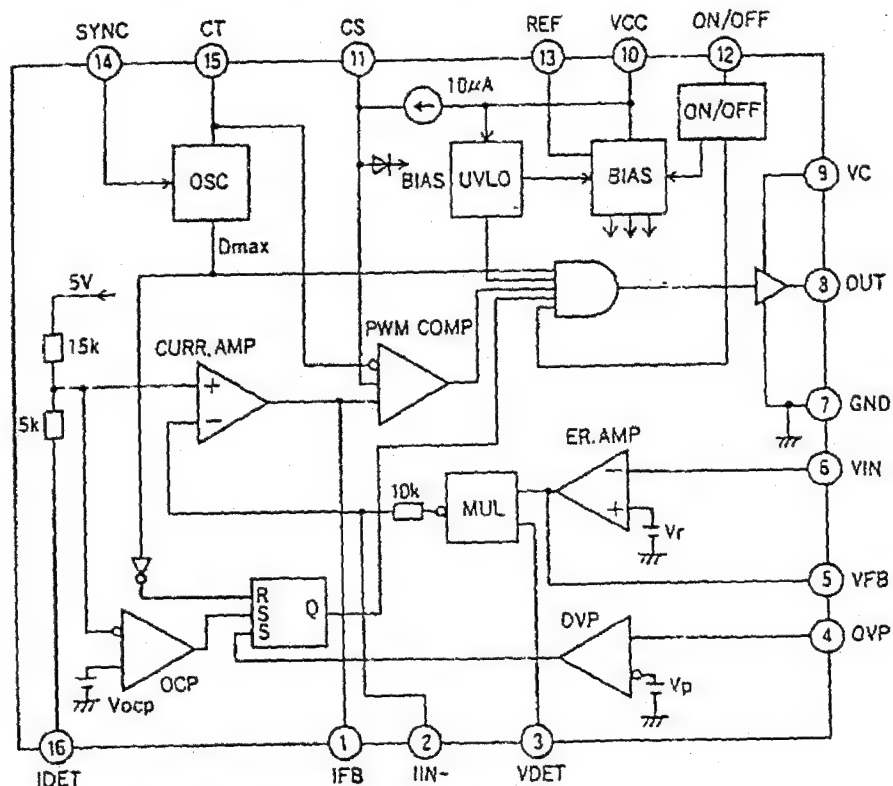 SYNC CT CS REF VCC ON/OFF
14 15 11 13 10 12
10μA
ON/OFF
OSC BIAS UVLO BIAS
9 VC
Dmax
5V
8 OUT
15k
CURR.AMP PWM COMP
+
5k
−
7 GND
ER.AMP
6 VIN
10k MUL
−
+
Vr
5 VFB
R
S Q
S
OVP
4 OVP
OCP
Vocp
Vp
16 1 2 3
IDET IFB IIN- VDET